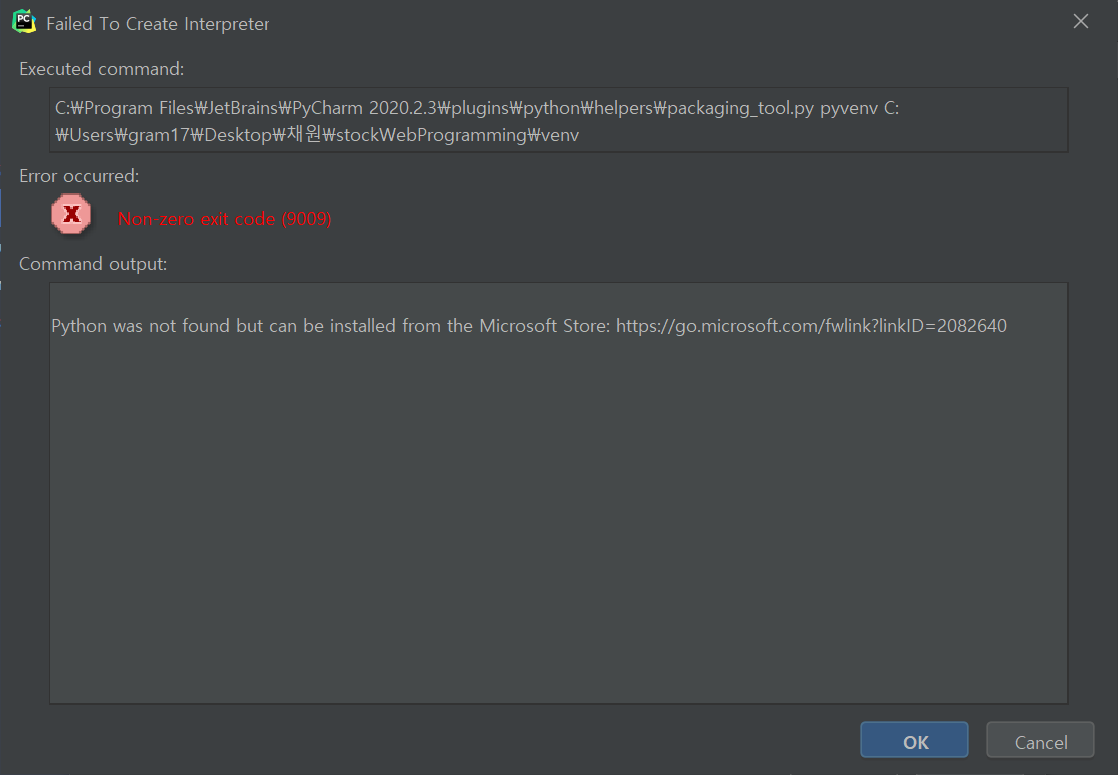 PC
Failed To Create Interpreter
Executed command:
C:₩Program Files₩JetBrains₩PyCharm 2020.2.3₩plugins₩python₩helpers₩packaging_tool.py pyvenv C:
₩Users₩gram17₩Desktop₩채원₩stockWebProgramming₩venv
Error occurred:
Non-zero exit code (9009)
Command output:
Python was not found but can be installed from the Microsoft Store: https://go.microsoft.com/fwlink?linkID=2082640
OK
Cancel